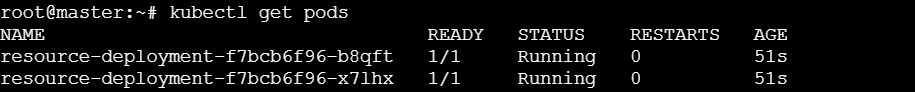 root@master:~# kubectl get pods
NAME READY STATUS RESTARTS AGE
resource-deployment-f7bcb6f96-b8qft 1/1 Running 0 51s
resource-deployment-f7bcb6f96-x7lhx 1/1 Running 0 51s